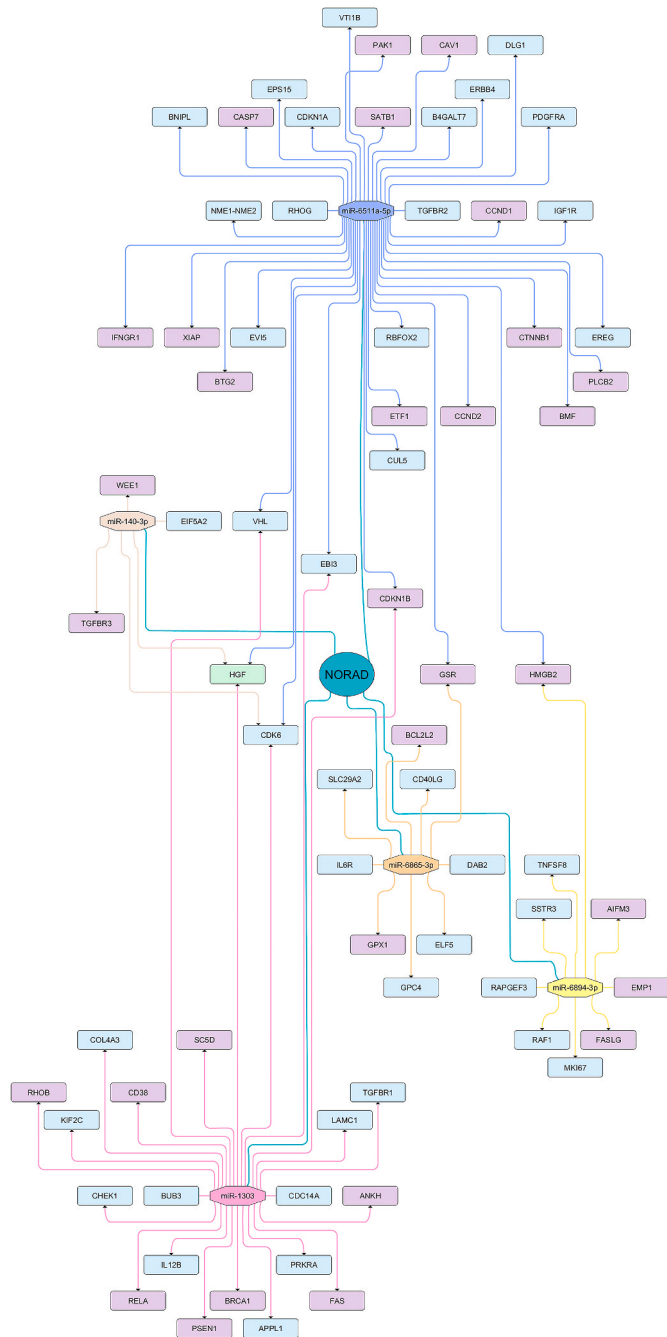 VTI1B
PAK1
CAV1
DLG1
EPS15
ERBB4
BNIPL
CASP7
CDKN1A
SATB1
B4GALT7
PDGFRA
NME1-NME2
RHOG
miR-6511a-5p
TGFBR2
CCND1
IGF1R
IFNGR1
XIAP
EVI5
RBFOX2
CTNNB1
EREG
BTG2
PLCB2
ETF1
CCND2
BMF
CUL5
WEE1
miR-140-3p
EIF5A2
VHL
EBI3
CDKN1B
TGFBR3
HGF
NORAD
GSR
HMGB2
CDK6
BCL2L2
SLC29A2
CD40LG
IL6R
miR-6865-3p
DAB2
TNFSF8
SSTR3
AIFM3
GPX1
ELF5
GPC4
RAPGEF3
miR-6894-3p
EMP1
RAF1
FASLG
MKI67
COL4A3
SC5D
RHOB
CD38
TGFBR1
KIF2C
LAMC1
CHEK1
BUB3
miR-1303
CDC14A
ANKH
IL12B
PRKRA
RELA
BRCA1
FAS
PSEN1
APPL1